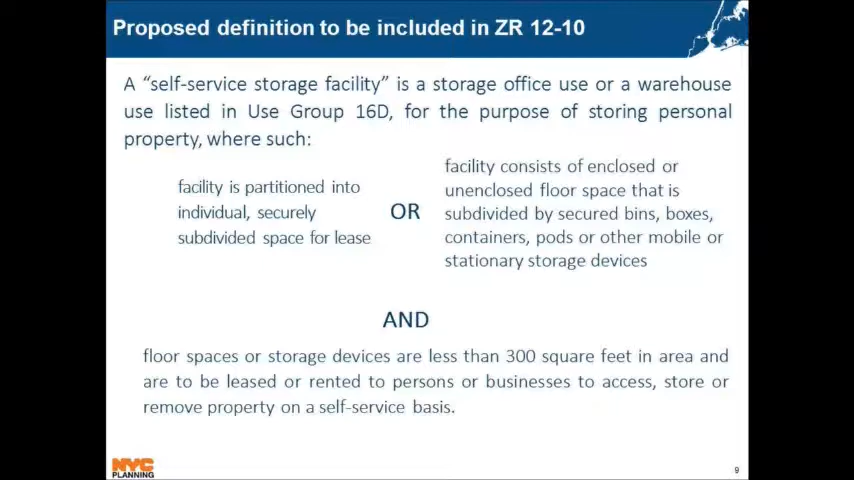 Proposed definition to be included in ZR 12-10
A “self-service storage facility” is a storage office use or a warehouse
use listed in Use Group 16D, for the purpose of storing personal
property, where such:
facility is partitioned into
individual, securely
subdivided space for lease
OR
facility consists of enclosed or
unenclosed floor space that is
subdivided by secured bins, boxes,
containers, pods or other mobile or
stationary storage devices
AND
floor spaces or storage devices are less than 300 square feet in area and
are to be leased or rented to persons or businesses to access, store or
remove property on a self-service basis.
NYC
PLANNING
9